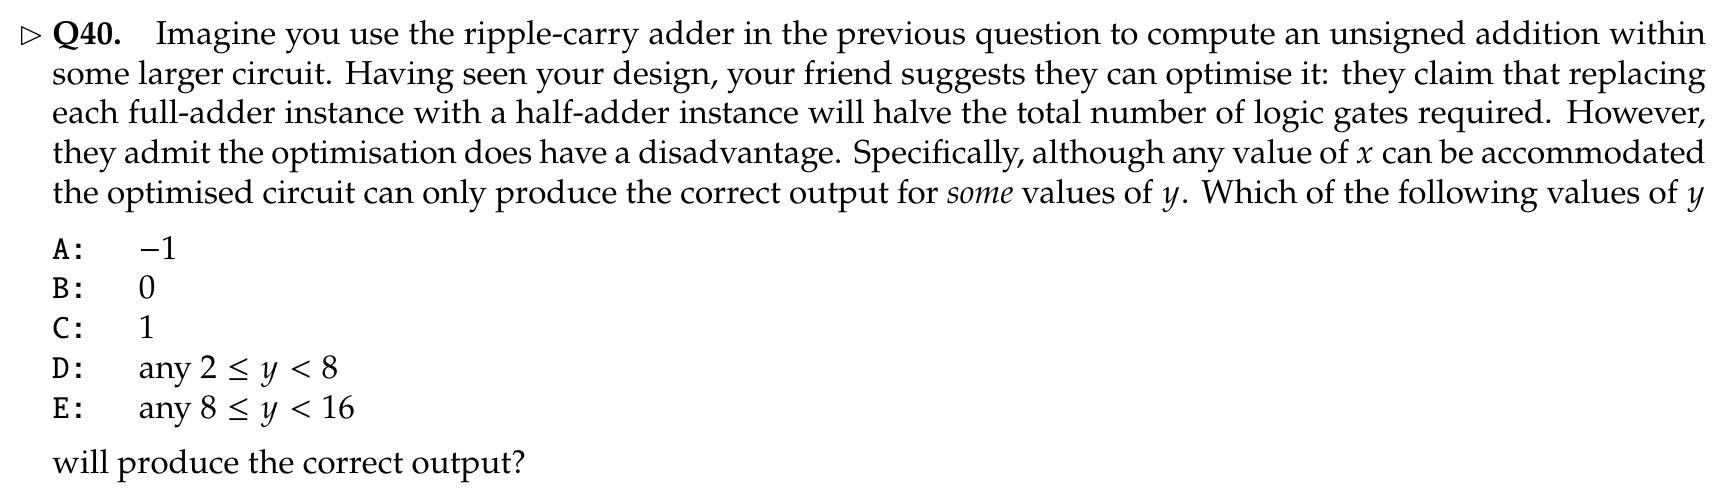 ▷ Q40. Imagine you use the ripple-carry adder in the previous question to compute an unsigned addition within
some larger circuit. Having seen your design, your friend suggests they can optimise it: they claim that replacing
each full-adder instance with a half-adder instance will halve the total number of logic gates required. However,
they admit the optimisation does have a disadvantage. Specifically, although any value of x can be accommodated
the optimised circuit can only produce the correct output for some values of y. Which of the following values of y
A: −1
B: 0
C: 1
D: any 2 ≤ y < 8
E: any 8 ≤ y < 16
will produce the correct output?